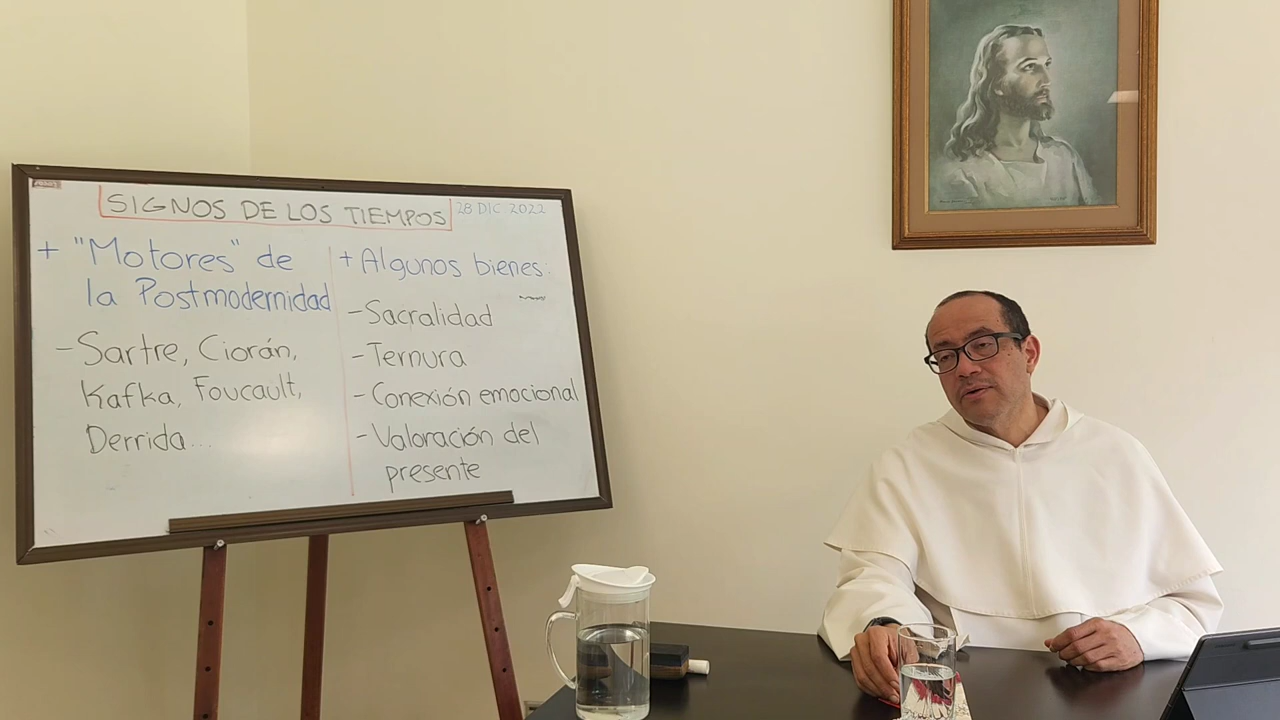 SIGNOS DE LOS TIEMPOS
28 DIC 2022
+ "Motores" de
la Postmodernidad
- Sartre, Ciorán,
Kafka, Foucault,
Derrida...
+ Algunos bienes:
- Sacralidad
- Ternura
- Conexión emocional
- Valoración del
presente